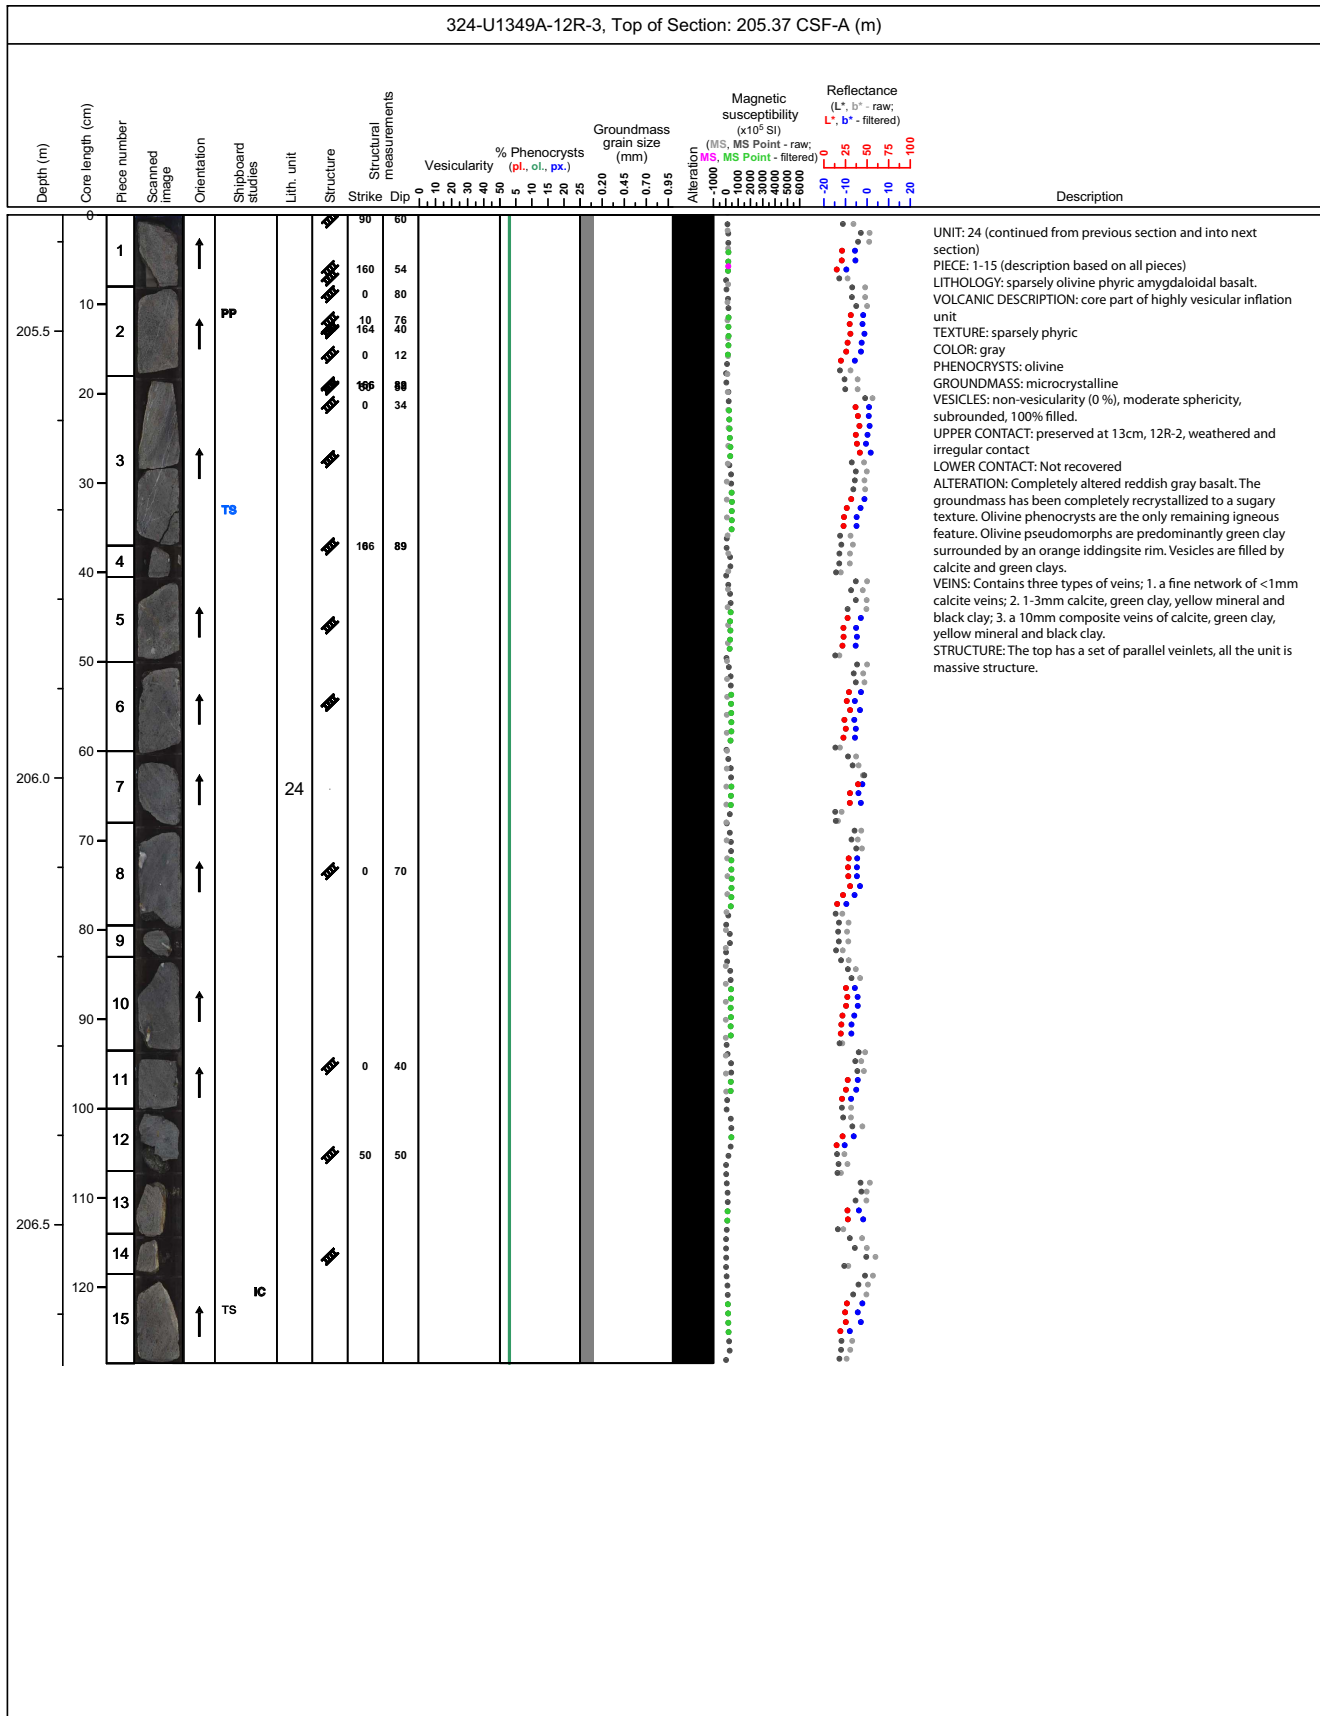 324-U1349A-12R-3, Top of Section: 205.37 CSF-A (m)
Depth (m)
Core length (cm)
Piece number
Scanned image
Orientation
Shipboard studies
Lith. unit
Structure
Structural measurements
Strike Dip
Vesicularity
0 10 20 30 40 50
% Phenocrysts
(pl., ol., px.)
5 10 15 20 25
Groundmass
grain size
(mm)
0.20 0.45 0.70 0.95
Alteration
Magnetic
susceptibility
(x10⁵ SI)
(MS, MS Point - raw;
MS, MS Point - filtered)
-1000 0 1000 2000 3000 4000 5000 6000
Reflectance
(L*, b* - raw;
L*, b* - filtered)
0 25 50 75 100
-20 -10 0 10 20
Description
0
1
90 60
160 54
0 80
10
PP
10 76
205.5
2
164 40
0 12
20
0 34
3
30
TS
4
89
40
5
50
6
60
206.0
7
24
70
8
0 70
80
9
10
90
11
0 40
100
12
50 50
110
13
206.5
14
120
IC
15
TS
UNIT: 24 (continued from previous section and into next
section)
PIECE: 1-15 (description based on all pieces)
LITHOLOGY: sparsely olivine phyric amygdaloidal basalt.
VOLCANIC DESCRIPTION: core part of highly vesicular inflation
unit
TEXTURE: sparsely phyric
COLOR: gray
PHENOCRYSTS: olivine
GROUNDMASS: microcrystalline
VESICLES: non-vesicularity (0 %), moderate sphericity,
subrounded, 100% filled.
UPPER CONTACT: preserved at 13cm, 12R-2, weathered and
irregular contact
LOWER CONTACT: Not recovered
ALTERATION: Completely altered reddish gray basalt. The
groundmass has been completely recrystallized to a sugary
texture. Olivine phenocrysts are the only remaining igneous
feature. Olivine pseudomorphs are predominantly green clay
surrounded by an orange iddingsite rim. Vesicles are filled by
calcite and green clays.
VEINS: Contains three types of veins; 1. a fine network of <1mm
calcite veins; 2. 1-3mm calcite, green clay, yellow mineral and
black clay; 3. a 10mm composite veins of calcite, green clay,
yellow mineral and black clay.
STRUCTURE: The top has a set of parallel veinlets, all the unit is
massive structure.